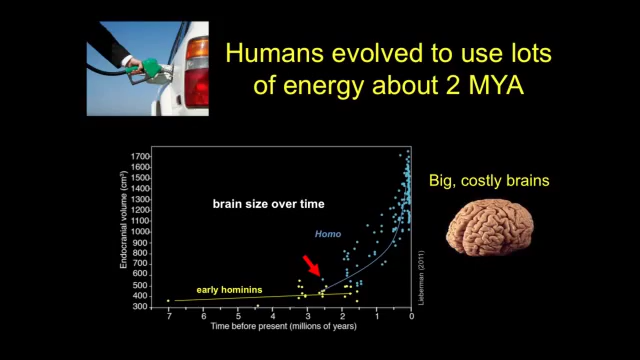 Humans evolved to use lots
of energy about 2 MYA
Big, costly brains
brain size over time
Homo
early hominins
Endocranial volume (cm³)
1700
1600
1500
1400
1300
1200
1100
1000
900
800
700
600
500
400
300
7
6
5
4
3
2
1
0
Time before present (millions of years)
Lieberman (2011)